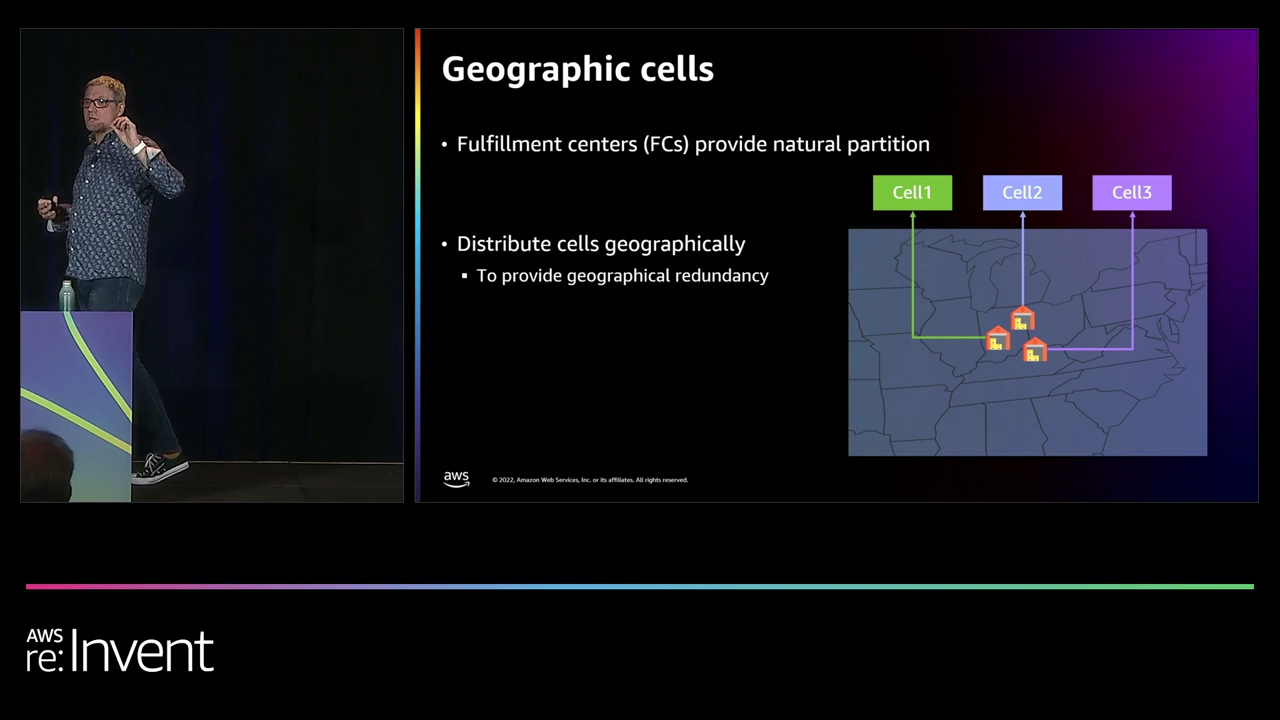 Geographic cells
• Fulfillment centers (FCs) provide natural partition
Cell1
Cell2
Cell3
• Distribute cells geographically
▪ To provide geographical redundancy
aws
© 2022, Amazon Web Services, Inc. or its affiliates. All rights reserved.
AWS
re:Invent